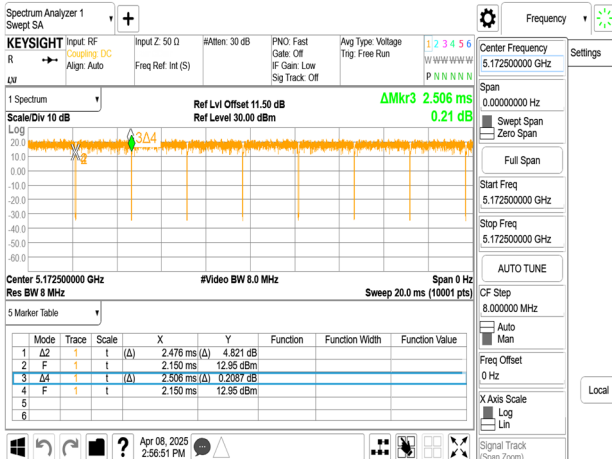 Spectrum Analyzer 1
Swept SA
+
Frequency
KEYSIGHT
R
LXI
Input: RF
Coupling: DC
Align: Auto
Input Z: 50 Ω
Freq Ref: Int (S)
#Atten: 30 dB
PNO: Fast
Gate: Off
IF Gain: Low
Sig Track: Off
Avg Type: Voltage
Trig: Free Run
1 2 3 4 5 6
W W W W W W
P N N N N N
1 Spectrum
Scale/Div 10 dB
Ref Lvl Offset 11.50 dB
Ref Level 30.00 dBm
ΔMkr3 2.506 ms
0.21 dB
Log
20.0
10.0
0.00
-10.0
-20.0
-30.0
-40.0
-50.0
-60.0
3Δ4
Center 5.172500000 GHz
Res BW 8 MHz
#Video BW 8.0 MHz
Span 0 Hz
Sweep 20.0 ms (10001 pts)
5 Marker Table
Mode Trace Scale X Y Function Function Width Function Value
1 Δ2 1 t (Δ) 2.476 ms (Δ) 4.821 dB
2 F 1 t 2.150 ms 12.95 dBm
3 Δ4 1 t (Δ) 2.506 ms (Δ) 0.2087 dB
4 F 1 t 2.150 ms 12.95 dBm
5
6
?
Apr 08, 2025
2:56:51 PM
Center Frequency
5.172500000 GHz
Span
0.00000000 Hz
Swept Span
Zero Span
Full Span
Start Freq
5.172500000 GHz
Stop Freq
5.172500000 GHz
AUTO TUNE
CF Step
8.000000 MHz
Auto
Man
Freq Offset
0 Hz
X Axis Scale
Log
Lin
Signal Track
(Span Zoom)
Settings
Local